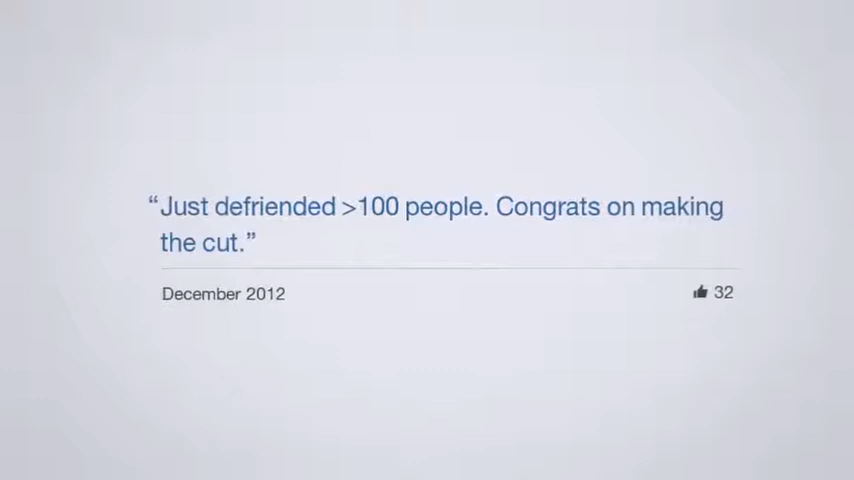 “Just defriended >100 people. Congrats on making
the cut.”
December 2012
32